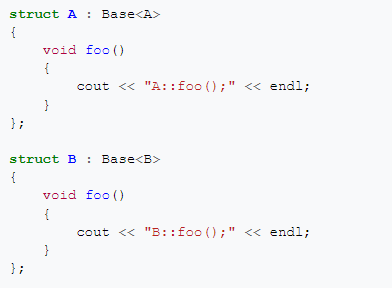 struct A : Base<A>
{
    void foo()
    {
        cout << "A::foo();" << endl;
    }
};

struct B : Base<B>
{
    void foo()
    {
        cout << "B::foo();" << endl;
    }
};